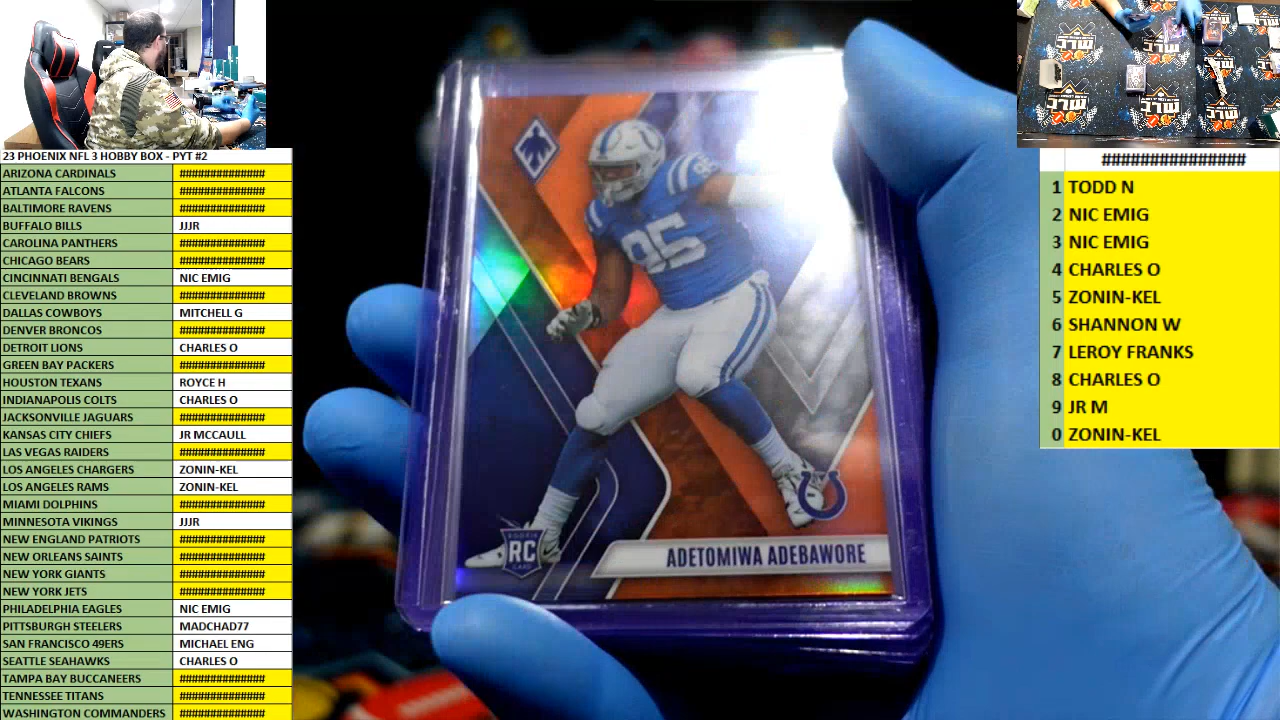 23 PHOENIX NFL 3 HOBBY BOX - PYT #2
ARIZONA CARDINALS ##############
ATLANTA FALCONS ##############
BALTIMORE RAVENS ##############
BUFFALO BILLS JJJR
CAROLINA PANTHERS ##############
CHICAGO BEARS ##############
CINCINNATI BENGALS NIC EMIG
CLEVELAND BROWNS ##############
DALLAS COWBOYS MITCHELL G
DENVER BRONCOS ##############
DETROIT LIONS CHARLES O
GREEN BAY PACKERS ##############
HOUSTON TEXANS ROYCE H
INDIANAPOLIS COLTS CHARLES O
JACKSONVILLE JAGUARS ##############
KANSAS CITY CHIEFS JR MCCAULL
LAS VEGAS RAIDERS ##############
LOS ANGELES CHARGERS ZONIN-KEL
LOS ANGELES RAMS ZONIN-KEL
MIAMI DOLPHINS ##############
MINNESOTA VIKINGS JJJR
NEW ENGLAND PATRIOTS ##############
NEW ORLEANS SAINTS ##############
NEW YORK GIANTS ##############
NEW YORK JETS ##############
PHILADELPHIA EAGLES NIC EMIG
PITTSBURGH STEELERS MADCHAD77
SAN FRANCISCO 49ERS MICHAEL ENG
SEATTLE SEAHAWKS CHARLES O
TAMPA BAY BUCCANEERS ##############
TENNESSEE TITANS ##############
WASHINGTON COMMANDERS ##############
95
95
ROOKIE
RC
CARD
ADETOMIWA ADEBAWORE
###############
1 TODD N
2 NIC EMIG
3 NIC EMIG
4 CHARLES O
5 ZONIN-KEL
6 SHANNON W
7 LEROY FRANKS
8 CHARLES O
9 JR M
0 ZONIN-KEL